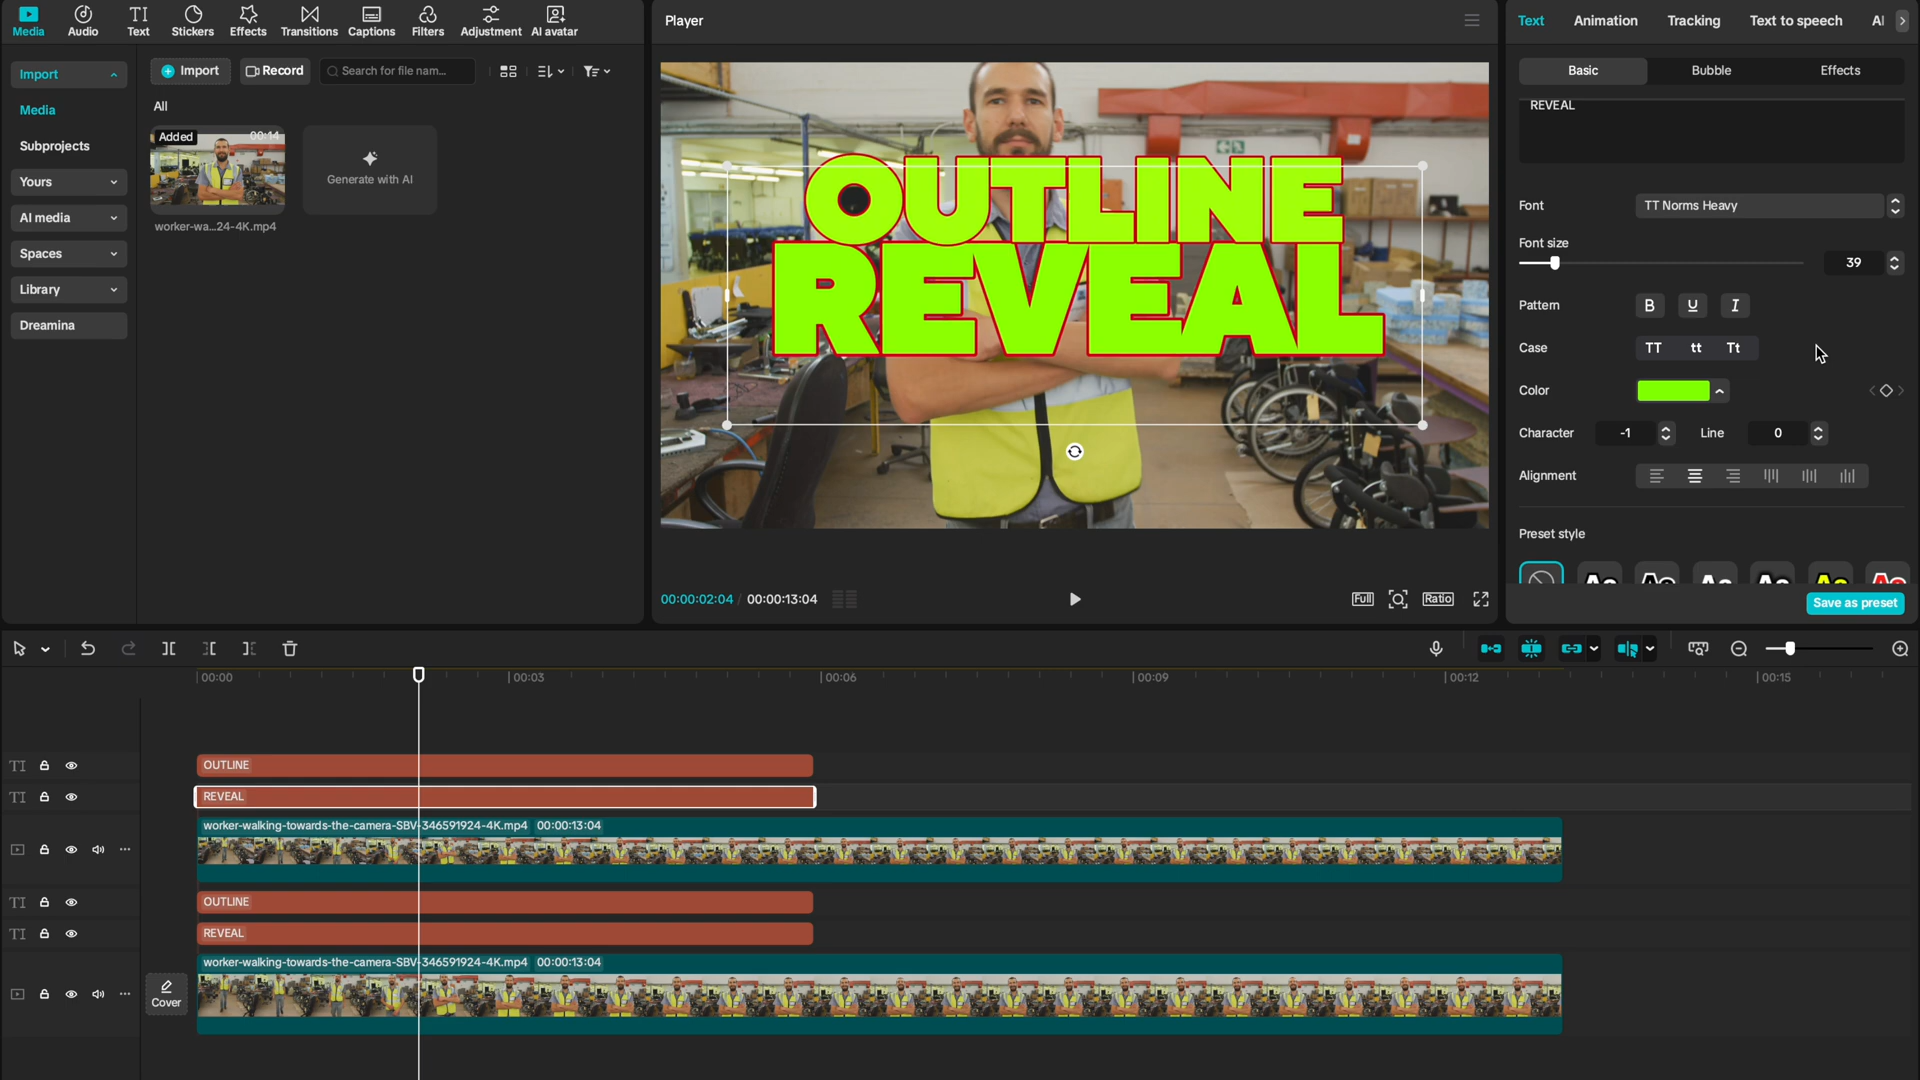 Media Audio Text Stickers Effects Transitions Captions Filters Adjustment AI avatar
Import
Media
Subprojects
Yours
AI media
Spaces
Library
Dreamina
Import Record Search for file nam...
All
Added 00:14
worker-wa...24-4K.mp4
Generate with AI
Player
OUTLINE
REVEAL
00:00:02:04 / 00:00:13:04
Full Ratio
Text Animation Tracking Text to speech AI
Basic Bubble Effects
REVEAL
Font TT Norms Heavy
Font size 39
Pattern B U I
Case TT tt Tt
Color
Character -1 Line 0
Alignment
Preset style
Save as preset
00:00 00:03 00:06 00:09 00:12 00:15
TI OUTLINE
TI REVEAL
worker-walking-towards-the-camera-SBV-346591924-4K.mp4 00:00:13:04
TI OUTLINE
TI REVEAL
worker-walking-towards-the-camera-SBV-346591924-4K.mp4 00:00:13:04
Cover